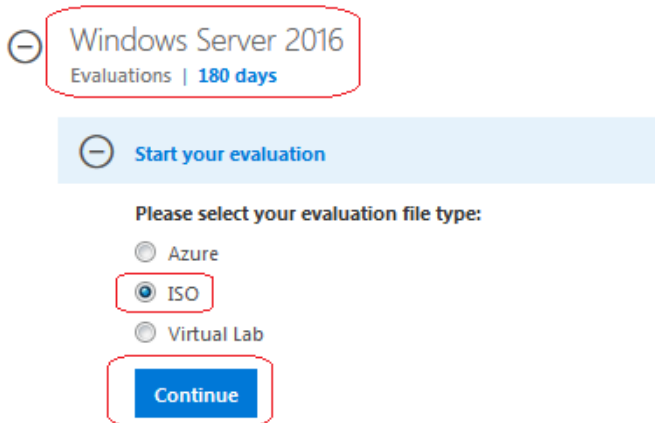 Windows Server 2016
Evaluations | 180 days
Start your evaluation
Please select your evaluation file type:
Azure
ISO
Virtual Lab
Continue